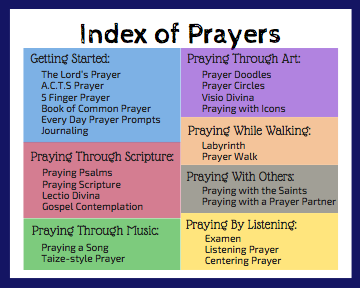 Index of Prayers
Getting Started:
The Lord's Prayer
A.C.T.S Prayer
5 Finger Prayer
Book of Common Prayer
Every Day Prayer Prompts
Journaling
Praying Through Scripture:
Praying Psalms
Praying Scripture
Lectio Divina
Gospel Contemplation
Praying Through Music:
Praying a Song
Taize-style Prayer
Praying Through Art:
Prayer Doodles
Prayer Circles
Visio Divina
Praying with Icons
Praying While Walking:
Labyrinth
Prayer Walk
Praying With Others:
Praying with the Saints
Praying with a Prayer Partner
Praying By Listening:
Examen
Listening Prayer
Centering Prayer